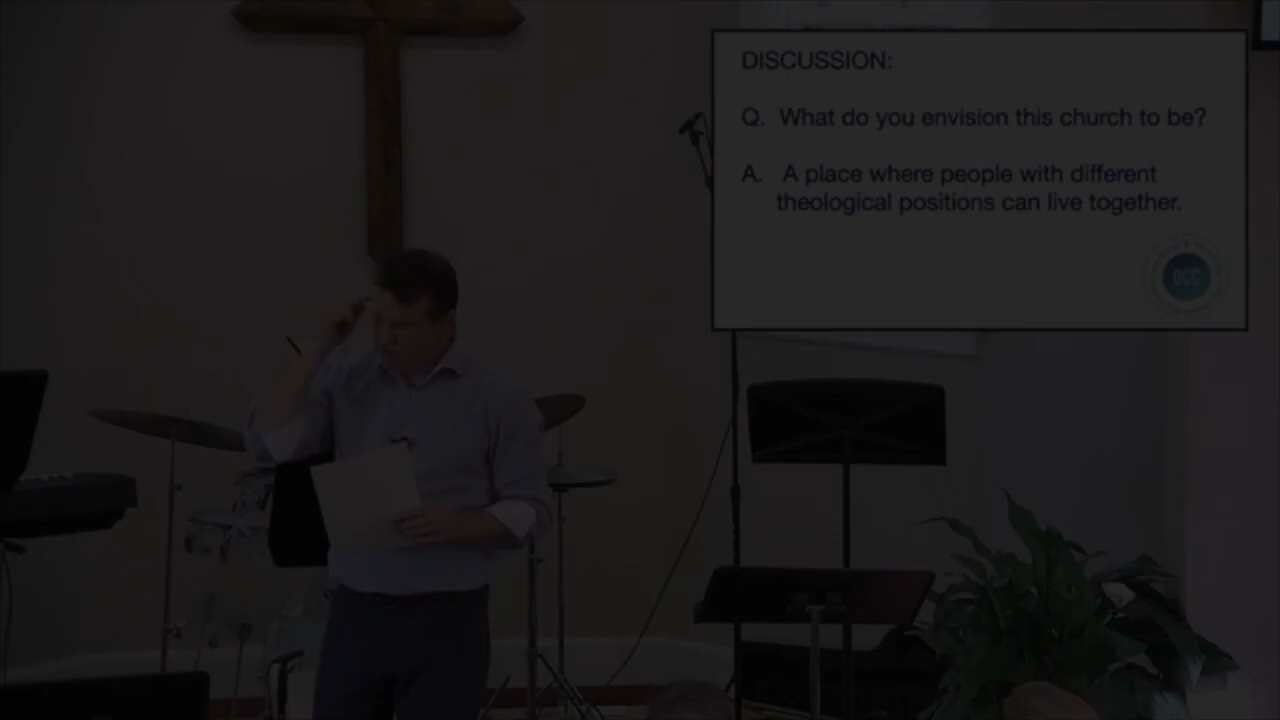 DISCUSSION:
Q. What do you envision this church to be?
A. A place where people with different
theological positions can live together.